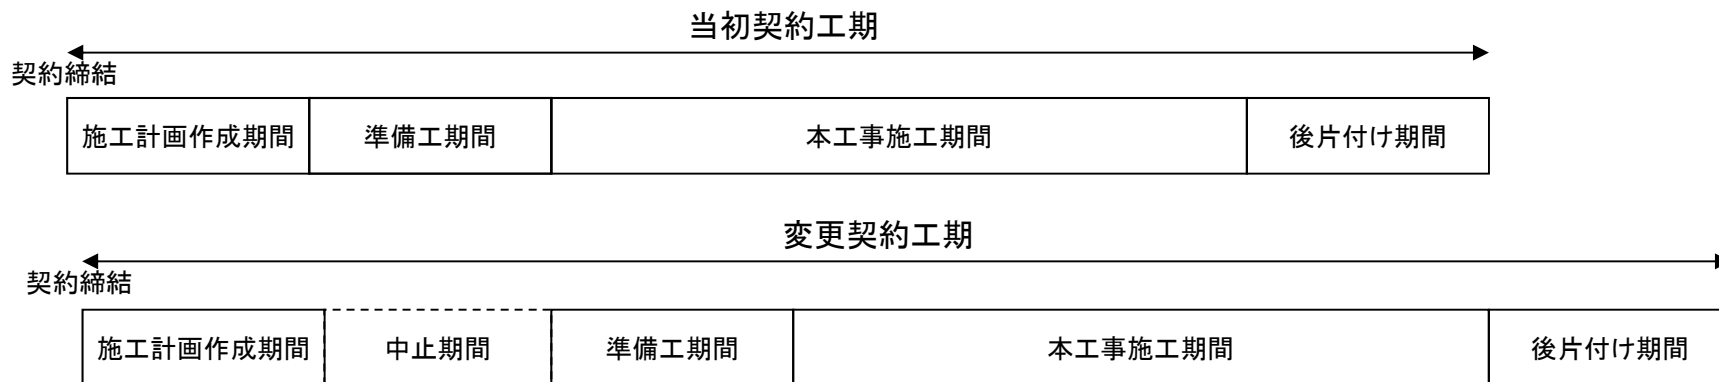 当初契約工期
契約締結
施工計画作成期間 準備工期間 本工事施工期間 後片付け期間
変更契約工期
契約締結
施工計画作成期間 中止期間 準備工期間 本工事施工期間 後片付け期間